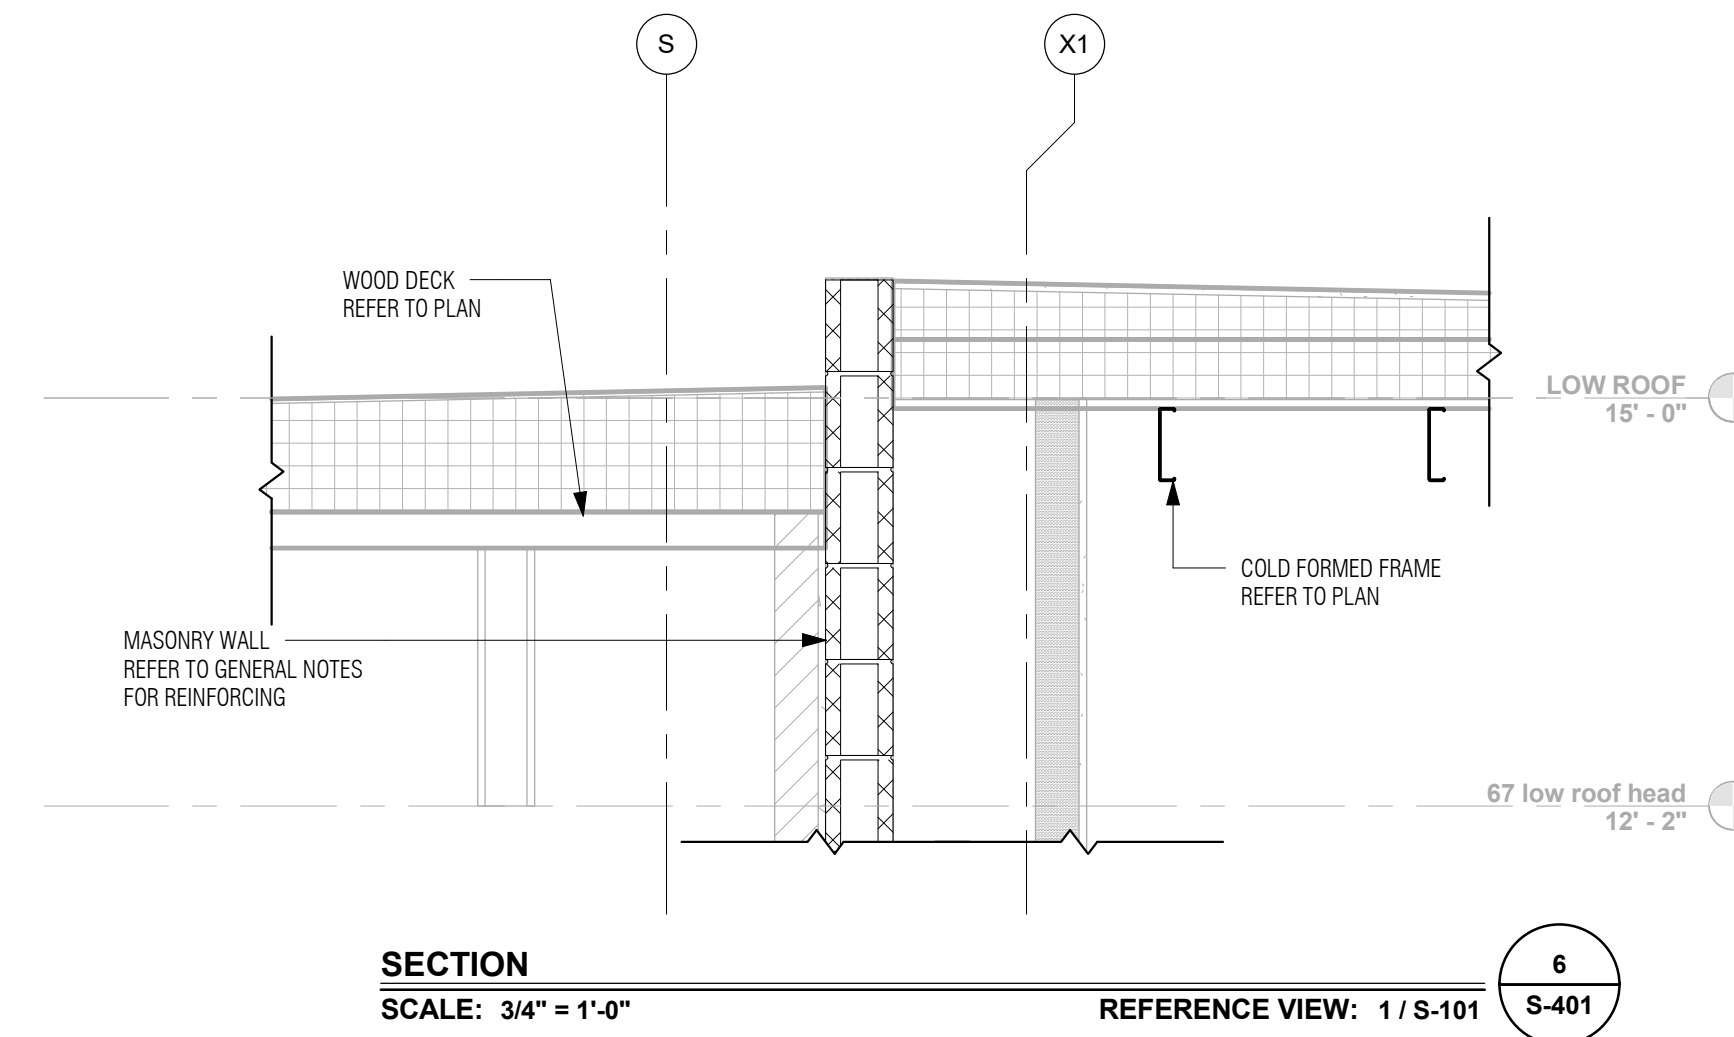 S
X1
WOOD DECK
REFER TO PLAN
LOW ROOF
15' - 0"
COLD FORMED FRAME
REFER TO PLAN
MASONRY WALL
REFER TO GENERAL NOTES
FOR REINFORCING
67 low roof head
12' - 2"
SECTION
SCALE: 3/4" = 1'-0"
REFERENCE VIEW: 1 / S-101
6
S-401